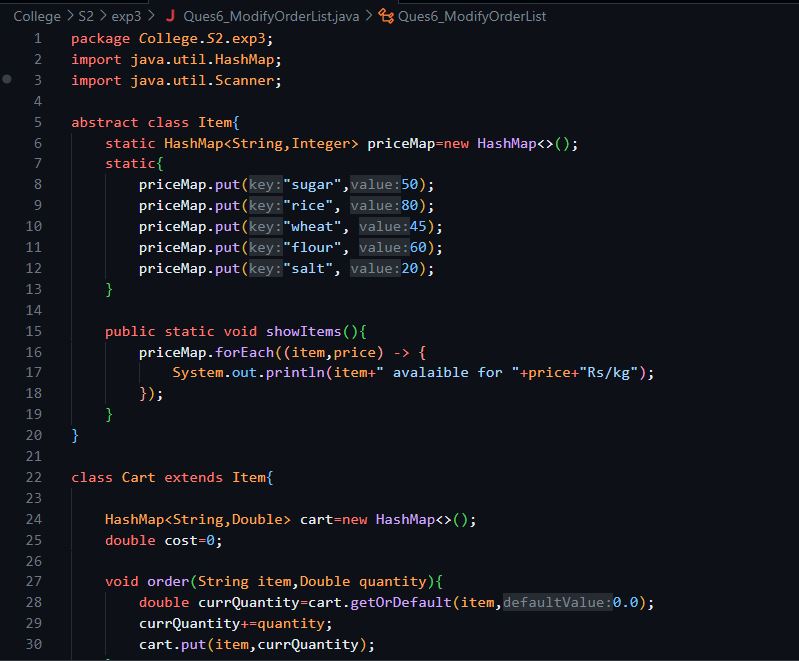 College > S2 > exp3 > J Ques6_ModifyOrderList.java > Ques6_ModifyOrderList
1 package College.S2.exp3;
2 import java.util.HashMap;
3 import java.util.Scanner;
4
5 abstract class Item{
6     static HashMap<String,Integer> priceMap=new HashMap<>();
7     static{
8         priceMap.put(key:"sugar",value:50);
9         priceMap.put(key:"rice", value:80);
10         priceMap.put(key:"wheat", value:45);
11         priceMap.put(key:"flour", value:60);
12         priceMap.put(key:"salt", value:20);
13     }
14
15     public static void showItems(){
16         priceMap.forEach((item,price) -> {
17             System.out.println(item+" avalaible for "+price+"Rs/kg");
18         });
19     }
20 }
21
22 class Cart extends Item{
23
24     HashMap<String,Double> cart=new HashMap<>();
25     double cost=0;
26
27     void order(String item,Double quantity){
28         double currQuantity=cart.getOrDefault(item,defaultValue:0.0);
29         currQuantity+=quantity;
30         cart.put(item,currQuantity);